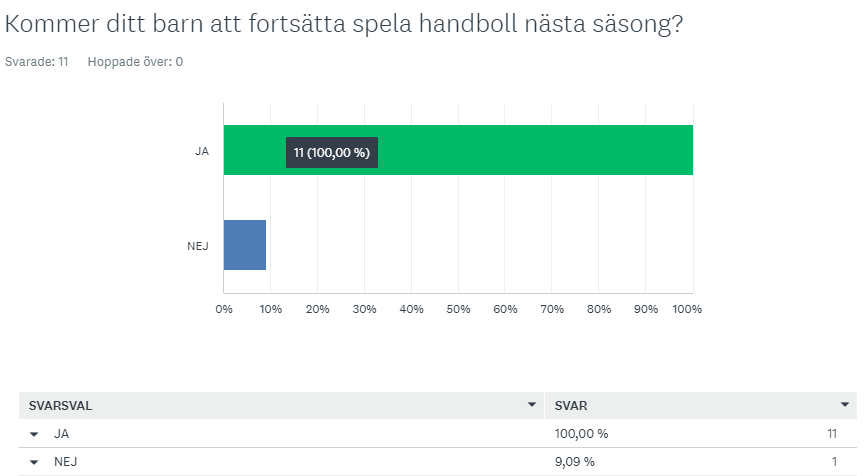 Kommer ditt barn att fortsätta spela handboll nästa säsong?
Svarade: 11 Hoppade över: 0
JA
11 (100,00 %)
NEJ
0% 10% 20% 30% 40% 50% 60% 70% 80% 90% 100%
SVARSVAL SVAR
JA 100,00 % 11
NEJ 9,09 % 1